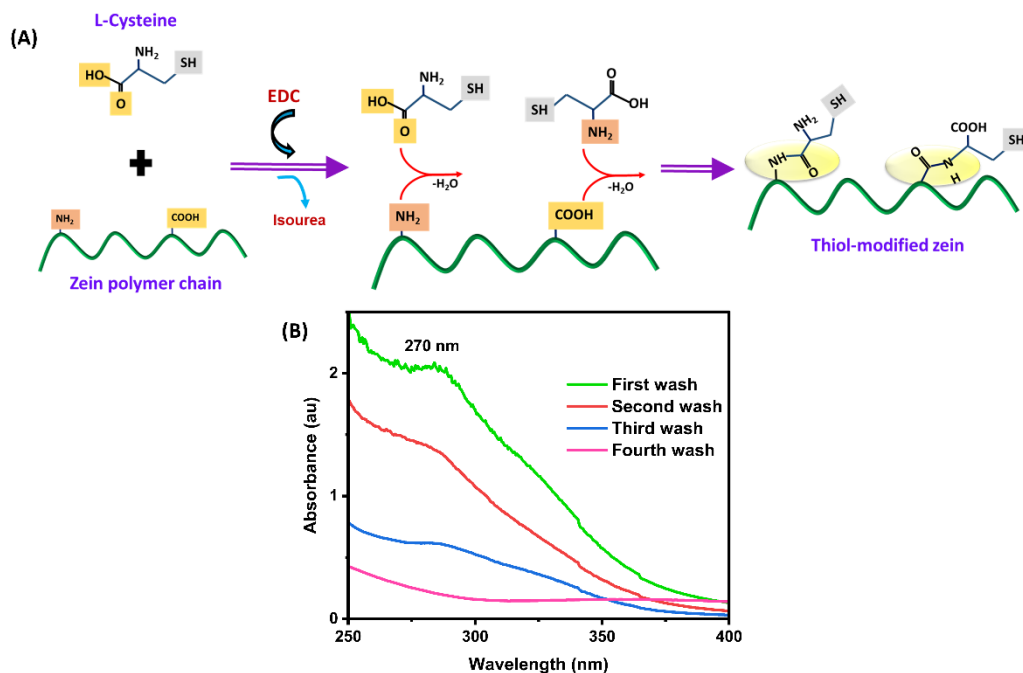 (A)
L-Cysteine
NH2
SH
HO
O
EDC
Isourea
NH2
COOH
Zein polymer chain
NH2
SH
HO
O
-H2O
NH2
O
SH
OH
NH2
-H2O
COOH
SH
NH2
NH
O
COOH
SH
O
N
H
Thiol-modified zein
(B)
270 nm
First wash
Second wash
Third wash
Fourth wash
Absorbance (au)
2
1
0
250
300
350
400
Wavelength (nm)